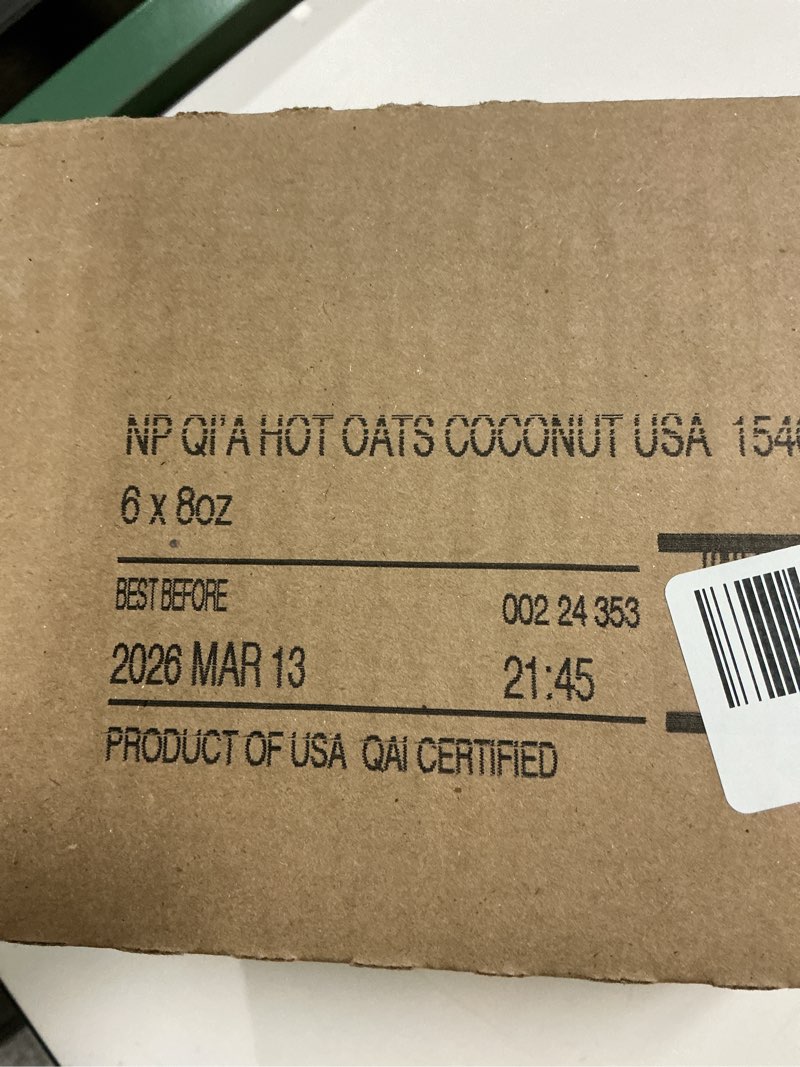 NP QI'A HOT OATS COCONUT USA
6 x 8oz
BEST BEFORE
002 24 353
2026 MAR 13
21:45
PRODUCT OF USA QAI CERTIFIED